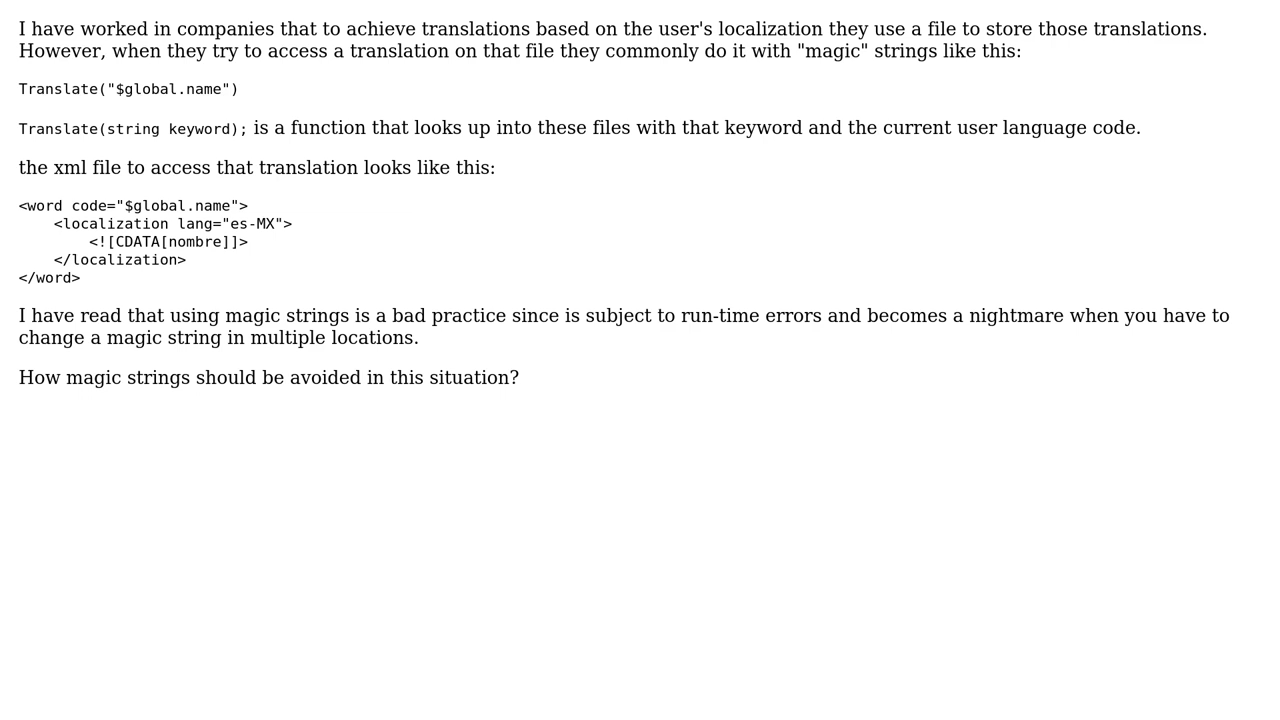 I have worked in companies that to achieve translations based on the user's localization they use a file to store those translations.
However, when they try to access a translation on that file they commonly do it with "magic" strings like this:
Translate("$global.name")
Translate(string keyword); is a function that looks up into these files with that keyword and the current user language code.
the xml file to access that translation looks like this:
<word code="$global.name">
    <localization lang="es-MX">
        <![CDATA[nombre]]>
    </localization>
</word>
I have read that using magic strings is a bad practice since is subject to run-time errors and becomes a nightmare when you have to
change a magic string in multiple locations.
How magic strings should be avoided in this situation?